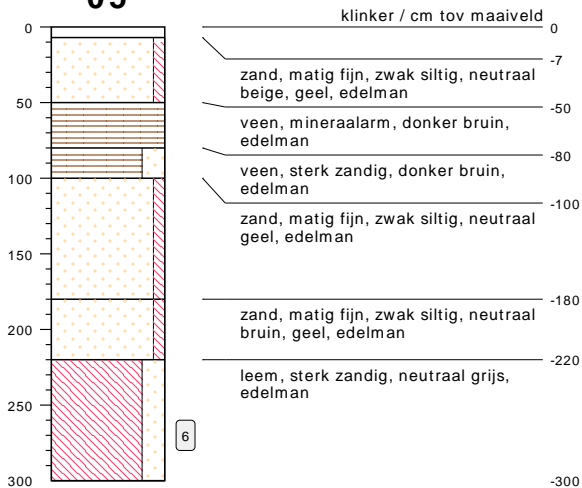 09
klinker / cm tov maaiveld
0
0
-7
zand, matig fijn, zwak siltig, neutraal
beige, geel, edelman
50
-50
veen, mineraalarm, donker bruin,
edelman
-80
veen, sterk zandig, donker bruin,
edelman
100
-100
zand, matig fijn, zwak siltig, neutraal
geel, edelman
150
-180
zand, matig fijn, zwak siltig, neutraal
bruin, geel, edelman
200
-220
leem, sterk zandig, neutraal grijs,
edelman
250
6
300
-300